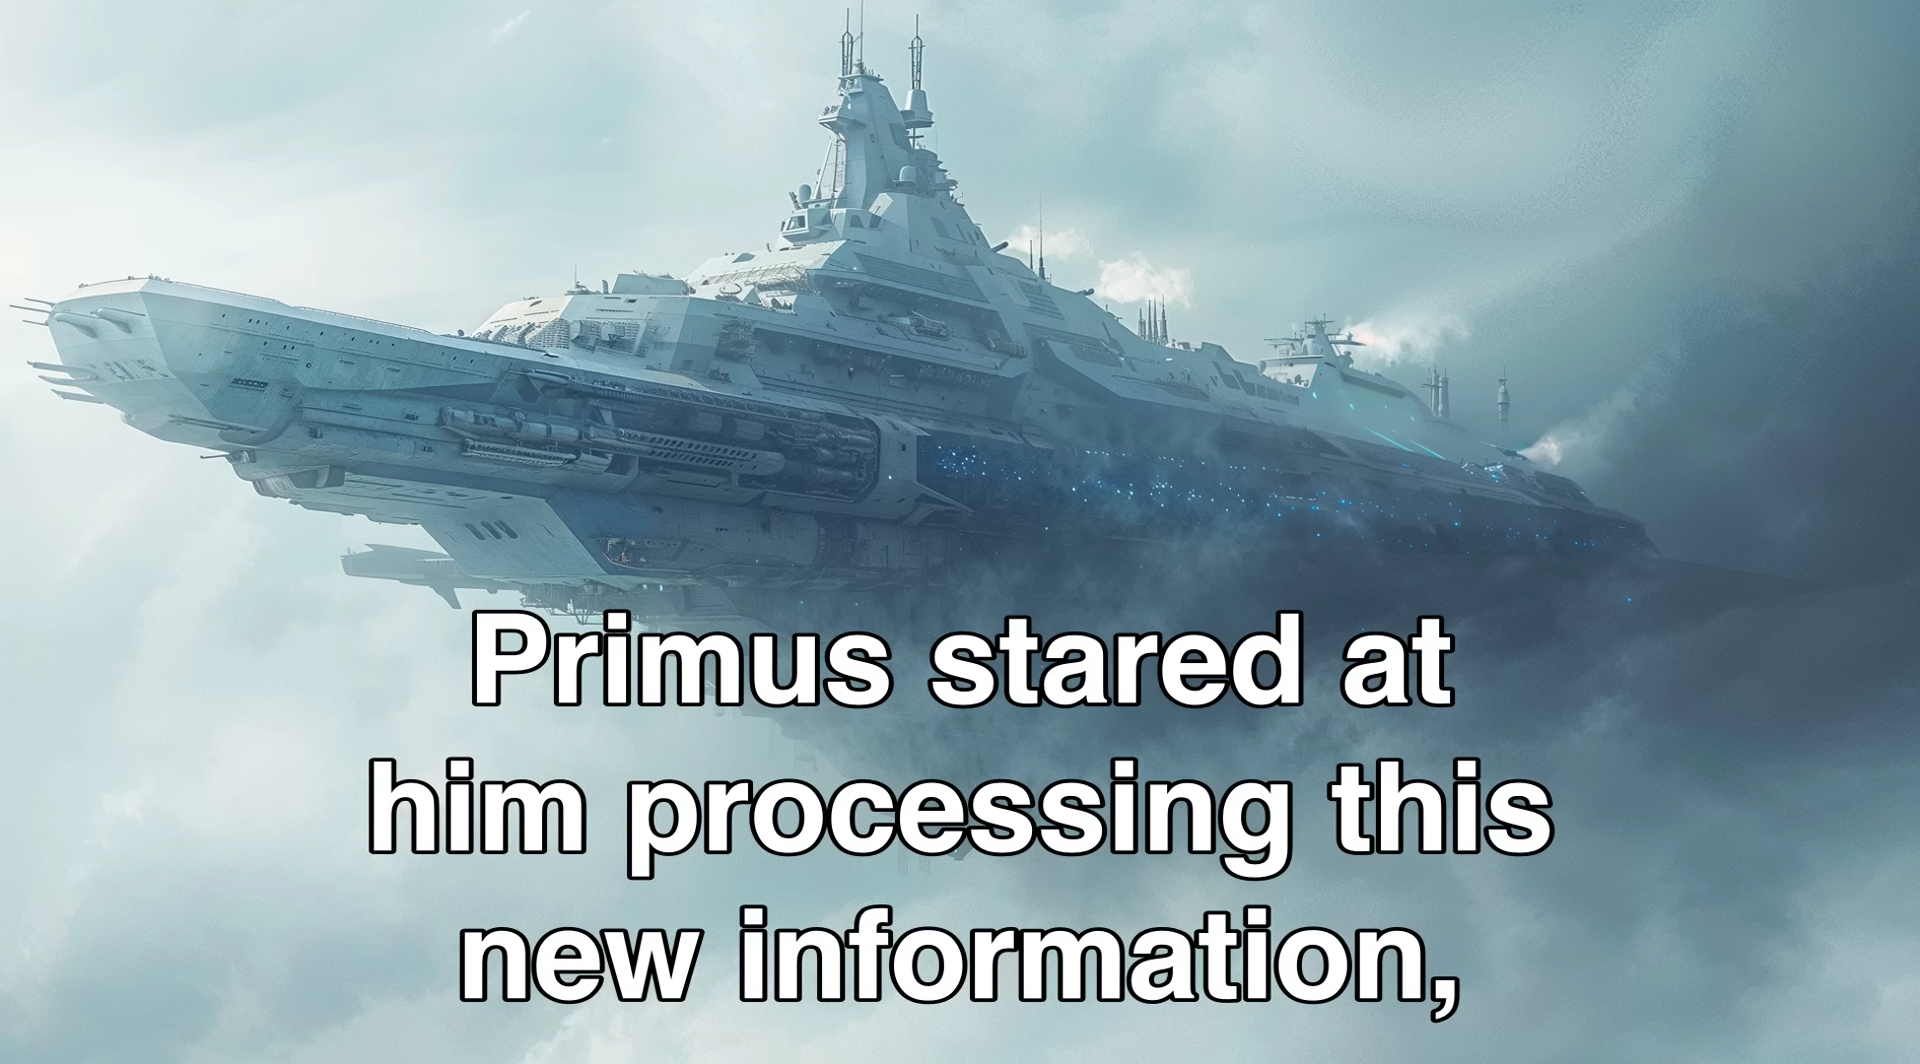 Primus stared at
him processing this
new information,